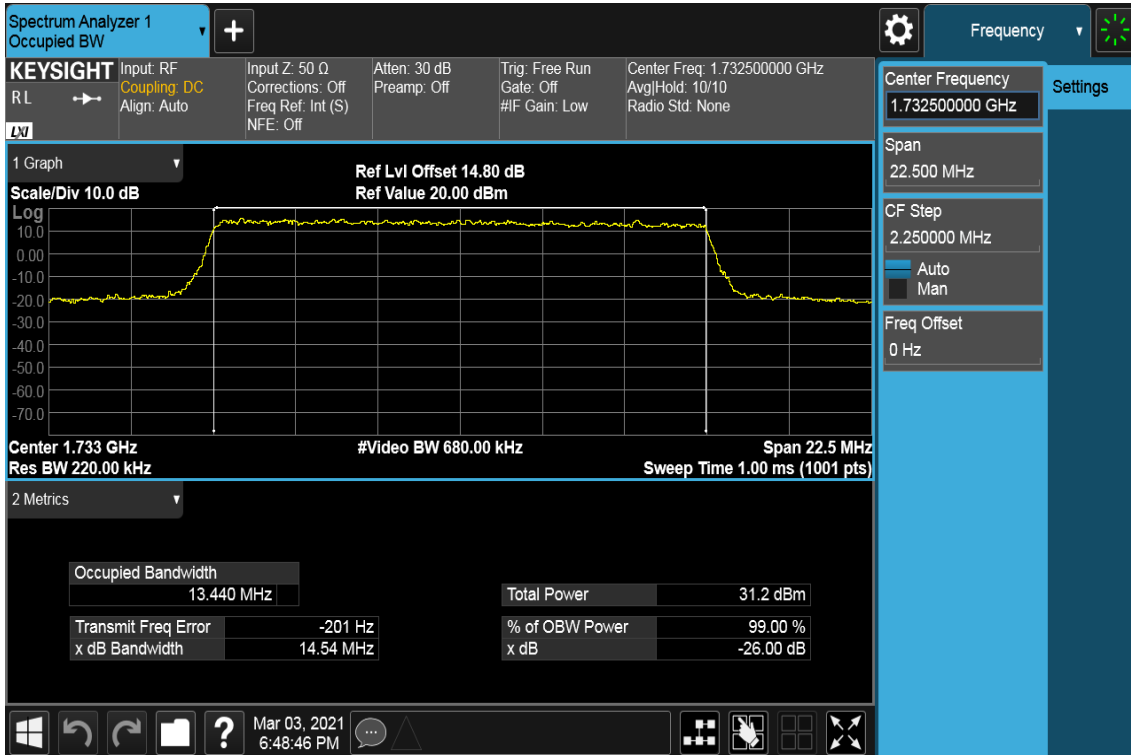 Spectrum Analyzer 1
Occupied BW
▼
+
Frequency
▼
KEYSIGHT
R L
LXI
Input: RF
Coupling: DC
Align: Auto
Input Z: 50 Ω
Corrections: Off
Freq Ref: Int (S)
NFE: Off
Atten: 30 dB
Preamp: Off
Trig: Free Run
Gate: Off
#IF Gain: Low
Center Freq: 1.732500000 GHz
Avg|Hold: 10/10
Radio Std: None
Center Frequency
1.732500000 GHz
Settings
Span
22.500 MHz
CF Step
2.250000 MHz
Auto
Man
Freq Offset
0 Hz
1 Graph ▼
Scale/Div 10.0 dB
Ref Lvl Offset 14.80 dB
Ref Value 20.00 dBm
Log
10.0
0.00
-10.0
-20.0
-30.0
-40.0
-50.0
-60.0
-70.0
Center 1.733 GHz
Res BW 220.00 kHz
#Video BW 680.00 kHz
Span 22.5 MHz
Sweep Time 1.00 ms (1001 pts)
2 Metrics ▼
Occupied Bandwidth
13.440 MHz
Total Power 31.2 dBm
Transmit Freq Error -201 Hz
% of OBW Power 99.00 %
x dB Bandwidth 14.54 MHz
x dB -26.00 dB
?
Mar 03, 2021
6:48:46 PM